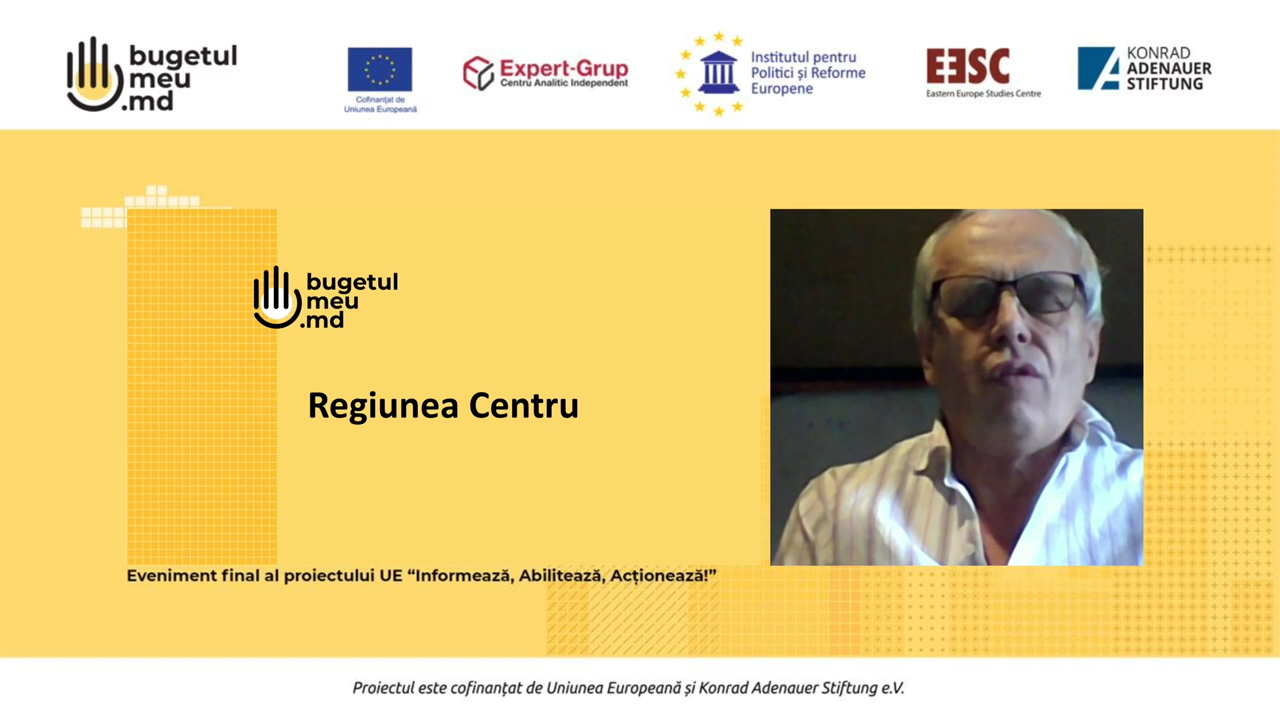 bugetul
meu
.md
Cofinanțat de
Uniunea Europeană
Expert-Grup
Centru Analitic Independent
Institutul pentru
Politici și Reforme
Europene
EESC
Eastern Europe Studies Centre
KONRAD
ADENAUER
STIFTUNG
bugetul
meu
.md
Regiunea Centru
Eveniment final al proiectului UE “Informează, Abilitează, Acționează!”
Proiectul este cofinanțat de Uniunea Europeană și Konrad Adenauer Stiftung e.V.